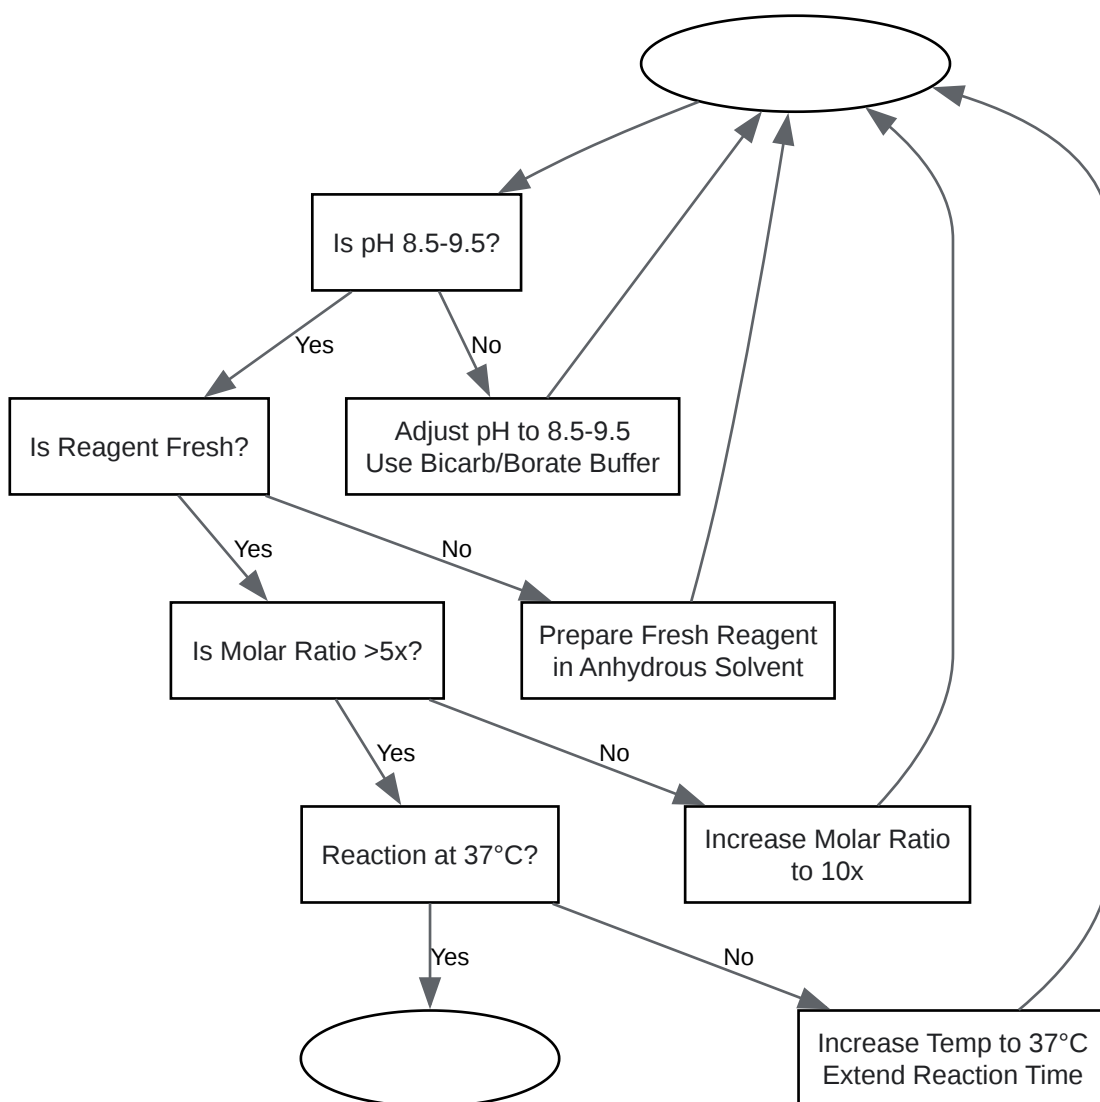 Is pH 8.5-9.5?
Yes
No
Is Reagent Fresh?
Adjust pH to 8.5-9.5
Use Bicarb/Borate Buffer
Yes
No
Is Molar Ratio >5x?
Prepare Fresh Reagent
in Anhydrous Solvent
Yes
No
Reaction at 37°C?
Increase Molar Ratio
to 10x
Yes
No
Increase Temp to 37°C
Extend Reaction Time